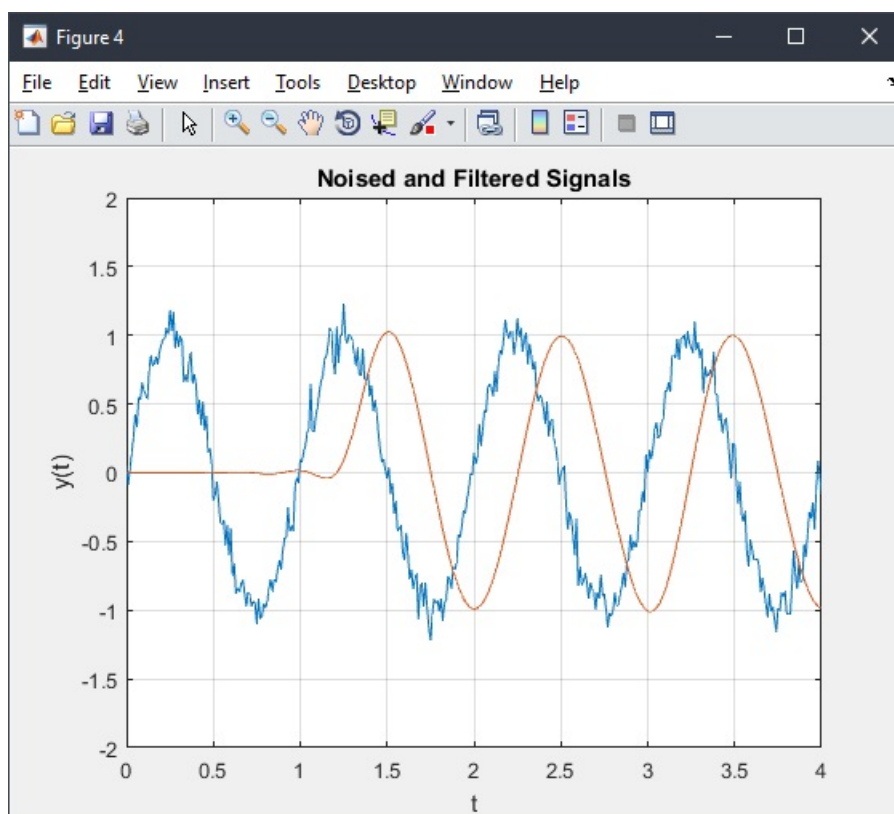 Figure 4
File Edit View Insert Tools Desktop Window Help
Noised and Filtered Signals
2
1.5
1
0.5
0
-0.5
-1
-1.5
-2
y(t)
0 0.5 1 1.5 2 2.5 3 3.5 4
t